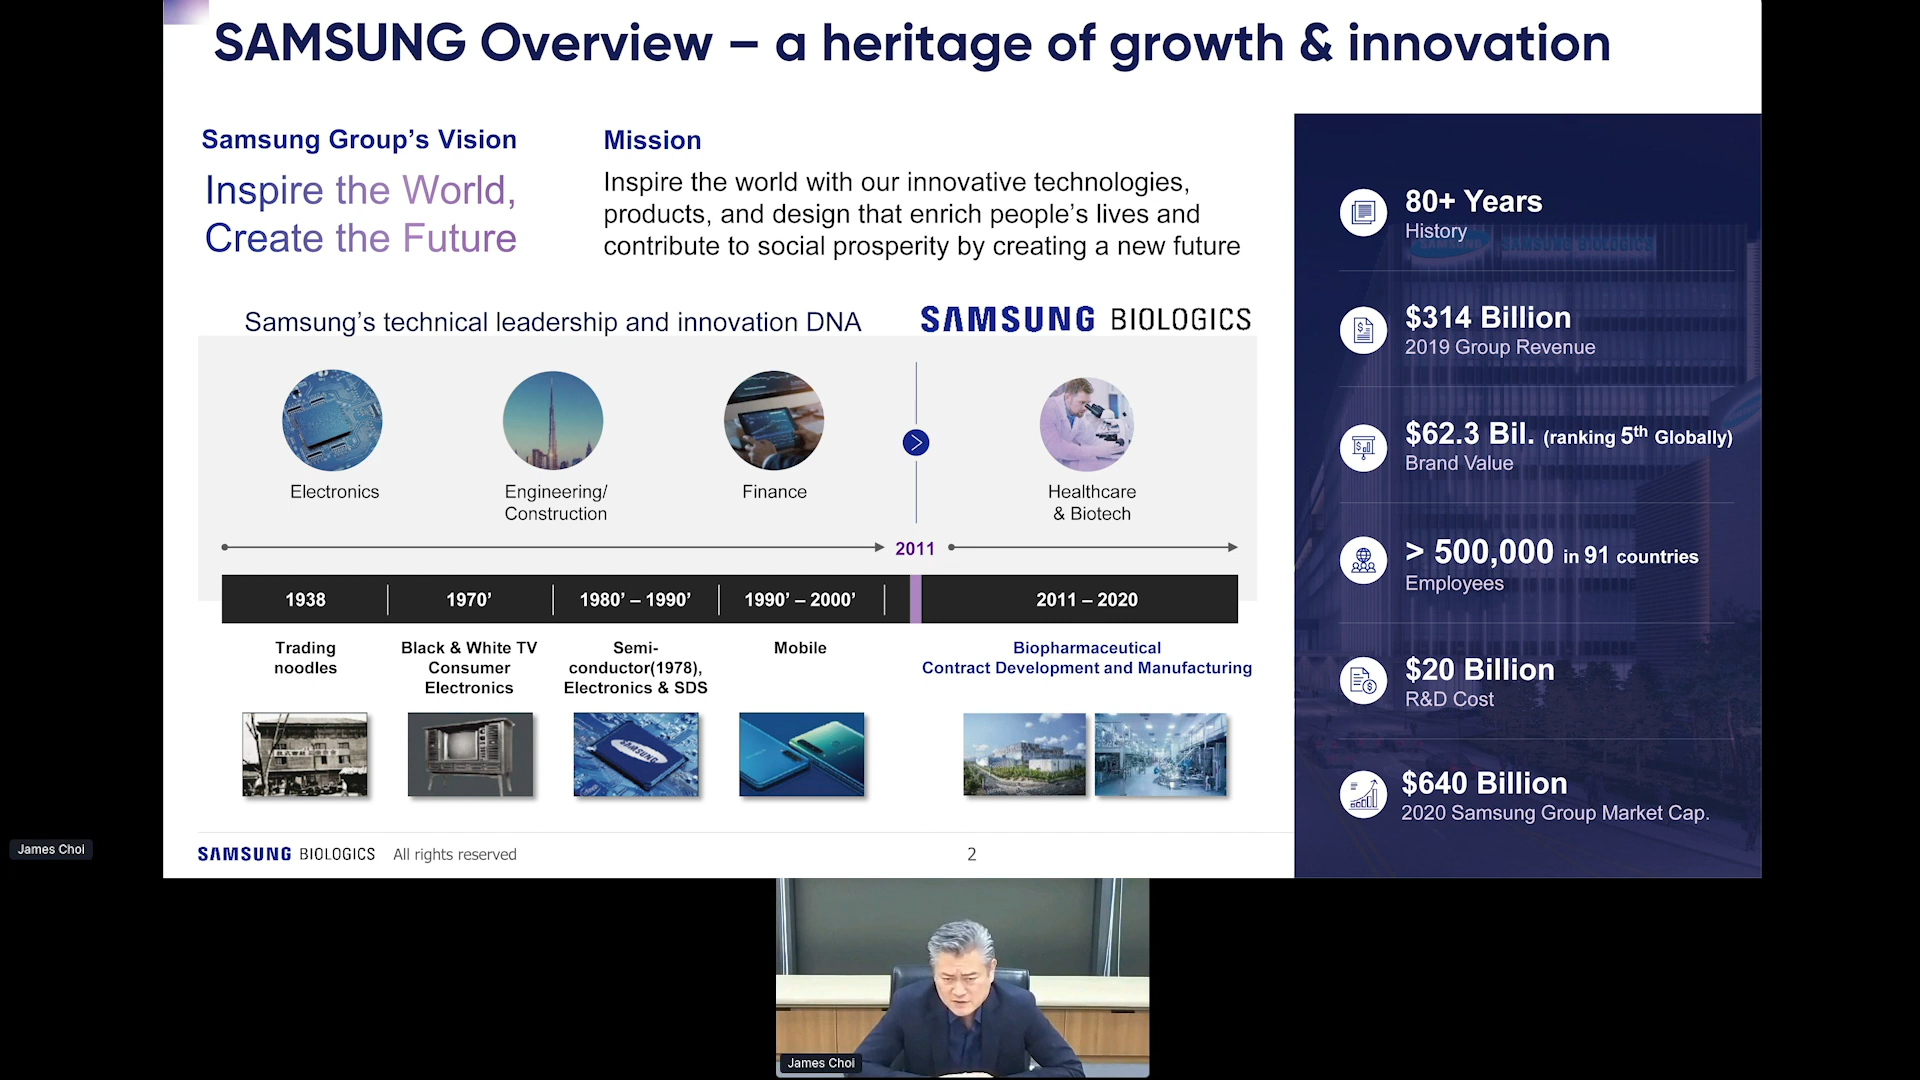 SAMSUNG Overview – a heritage of growth & innovation
Samsung Group’s Vision
Inspire the World,
Create the Future
Mission
Inspire the world with our innovative technologies,
products, and design that enrich people’s lives and
contribute to social prosperity by creating a new future
Samsung’s technical leadership and innovation DNA
SAMSUNG BIOLOGICS
Electronics
Engineering/
Construction
Finance
Healthcare
& Biotech
2011
1938
1970’
1980’ – 1990’
1990’ – 2000’
2011 – 2020
Trading
noodles
Black & White TV
Consumer
Electronics
Semi-
conductor(1978),
Electronics & SDS
Mobile
Biopharmaceutical
Contract Development and Manufacturing
SAMSUNG
80+ Years
History
SAMSUNG BIOLOGICS
$314 Billion
2019 Group Revenue
$62.3 Bil. (ranking 5th Globally)
Brand Value
> 500,000 in 91 countries
Employees
$20 Billion
R&D Cost
$640 Billion
2020 Samsung Group Market Cap.
SAMSUNG BIOLOGICS All rights reserved
2
James Choi
James Choi